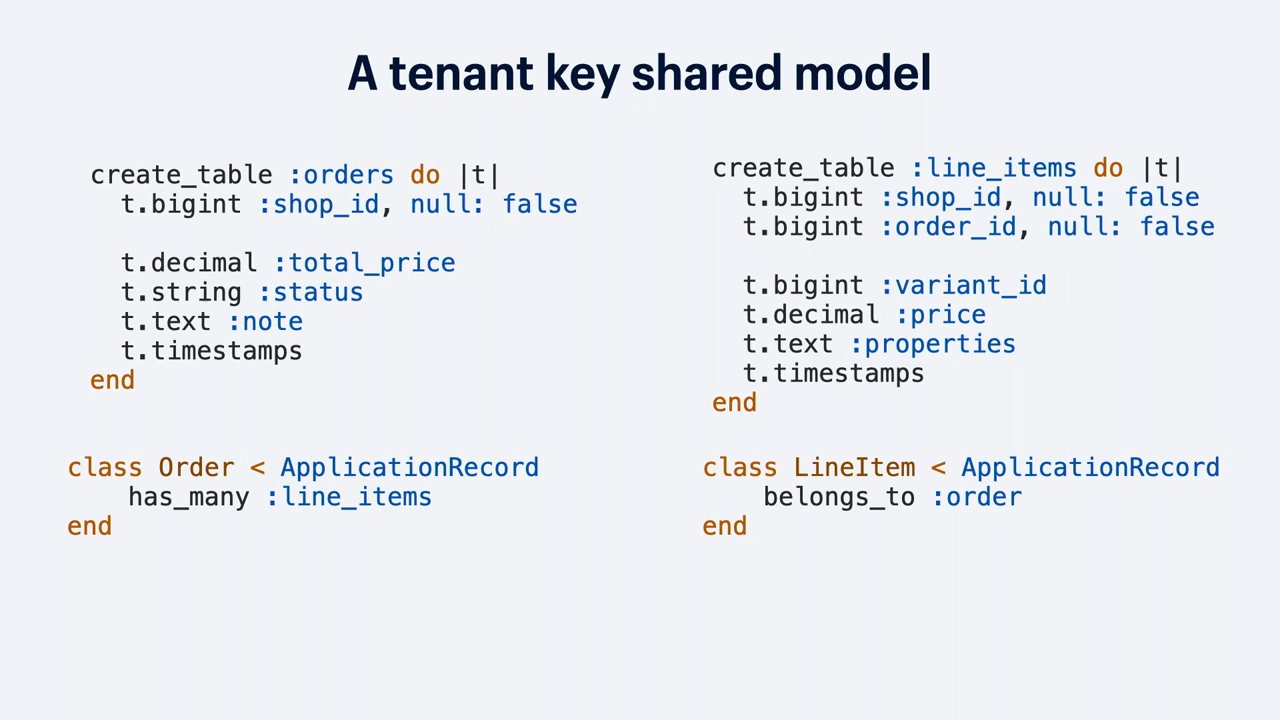 A tenant key shared model
create_table :orders do |t|
  t.bigint :shop_id, null: false

  t.decimal :total_price
  t.string :status
  t.text :note
  t.timestamps
end
class Order < ApplicationRecord
    has_many :line_items
end
create_table :line_items do |t|
  t.bigint :shop_id, null: false
  t.bigint :order_id, null: false

  t.bigint :variant_id
  t.decimal :price
  t.text :properties
  t.timestamps
end
class LineItem < ApplicationRecord
    belongs_to :order
end